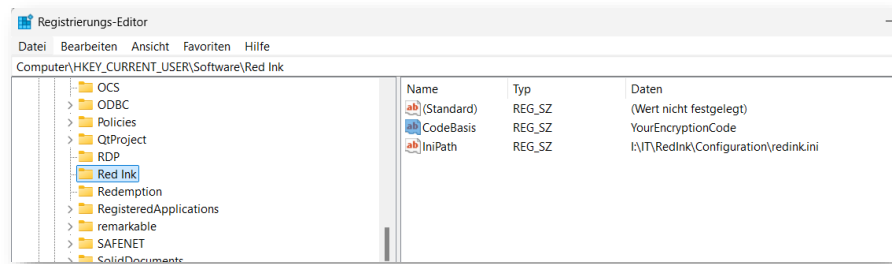 Registrierungs-Editor
Datei Bearbeiten Ansicht Favoriten Hilfe
Computer\HKEY_CURRENT_USER\Software\Red Ink
OCS
ODBC
Policies
QtProject
RDP
Red Ink
Redemption
RegisteredApplications
remarkable
SAFENET
SolidDocuments
Name Typ Daten
(Standard) REG_SZ (Wert nicht festgelegt)
CodeBasis REG_SZ YourEncryptionCode
IniPath REG_SZ I:\IT\RedInk\Configuration\redink.ini